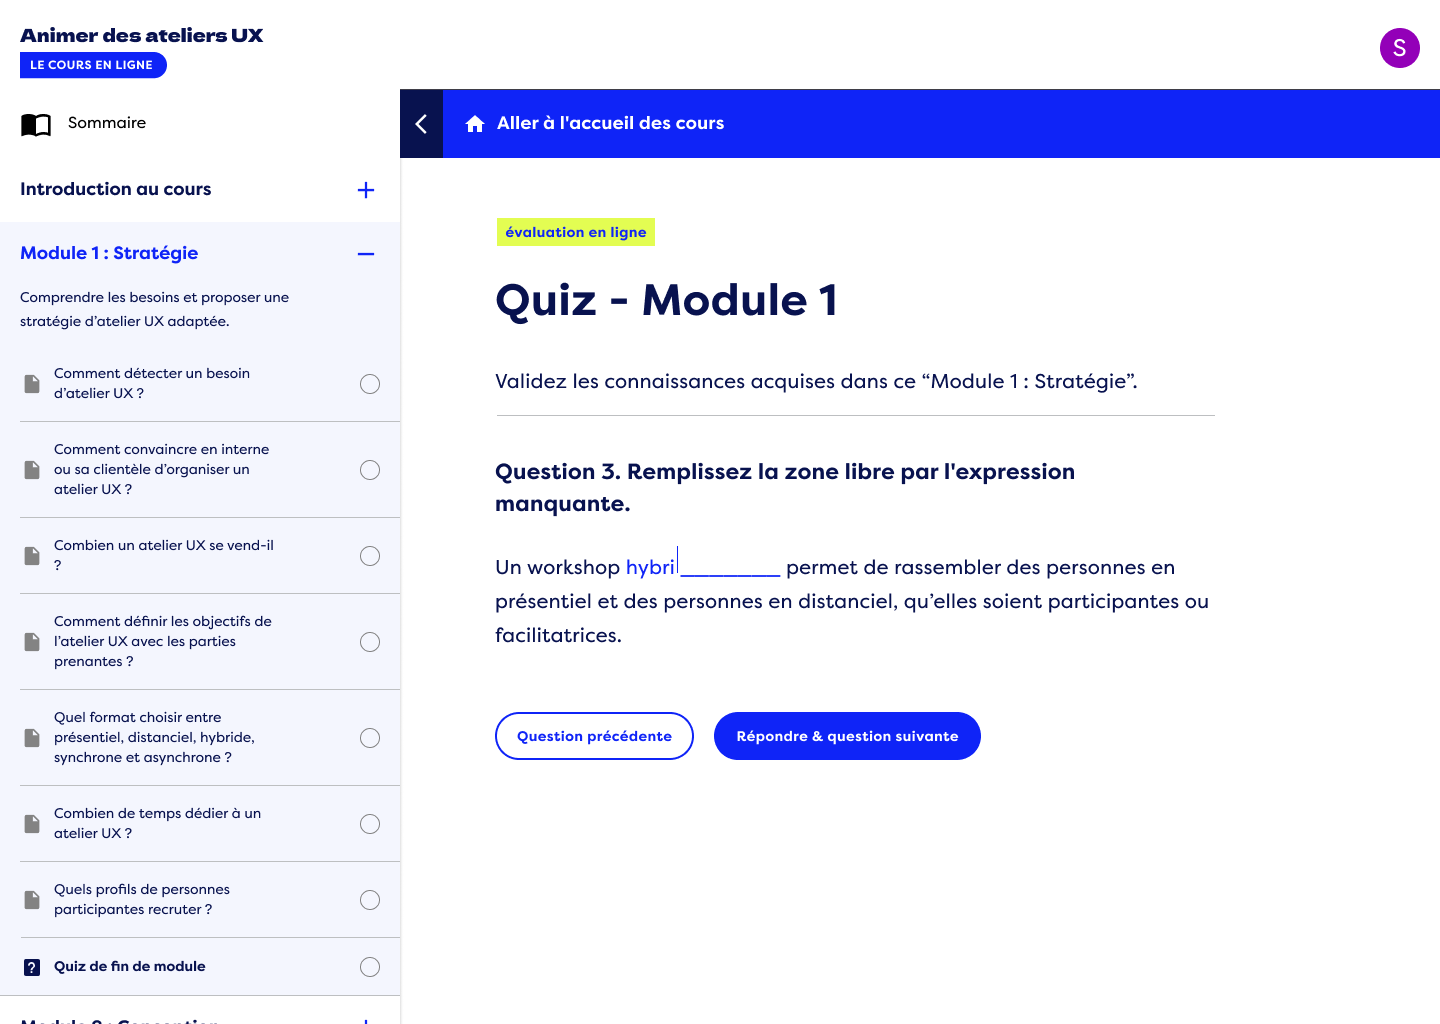 Animer des ateliers UX
LE COURS EN LIGNE
S
Sommaire
Aller à l'accueil des cours
Introduction au cours
Module 1 : Stratégie
Comprendre les besoins et proposer une
stratégie d’atelier UX adaptée.
Comment détecter un besoin
d’atelier UX ?
Comment convaincre en interne
ou sa clientèle d’organiser un
atelier UX ?
Combien un atelier UX se vend-il
?
Comment définir les objectifs de
l’atelier UX avec les parties
prenantes ?
Quel format choisir entre
présentiel, distanciel, hybride,
synchrone et asynchrone ?
Combien de temps dédier à un
atelier UX ?
Quels profils de personnes
participantes recruter ?
Quiz de fin de module
Module 2 : Conception
évaluation en ligne
Quiz - Module 1
Validez les connaissances acquises dans ce “Module 1 : Stratégie”.
Question 3. Remplissez la zone libre par l'expression
manquante.
Un workshop hybri_______ permet de rassembler des personnes en
présentiel et des personnes en distanciel, qu’elles soient participantes ou
facilitatrices.
Question précédente
Répondre & question suivante